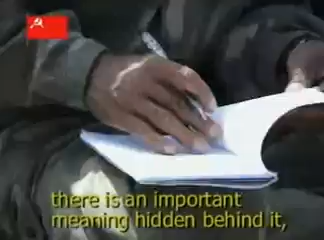 there is an important
meaning hidden behind it,